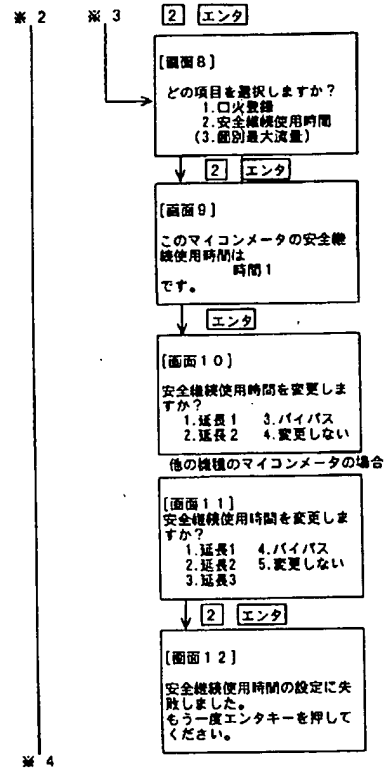 ※2 ※3 2 エンタ
[画面8]
どの項目を選択しますか?
1.口火登録
2.安全継続使用時間
(3.個別最大流量)
2 エンタ
[画面9]
このマイコンメータの安全継
続使用時間は
時間1
です。
エンタ
[画面10]
安全継続使用時間を変更しま
すか?
1.延長1 3.バイパス
2.延長2 4.変更しない
他の機種のマイコンメータの場合
[画面11]
安全継続使用時間を変更しま
すか?
1.延長1 4.バイパス
2.延長2 5.変更しない
3.延長3
2 エンタ
[画面12]
安全継続使用時間の設定に失
敗しました。
もう一度エンタキーを押して
ください。
※4